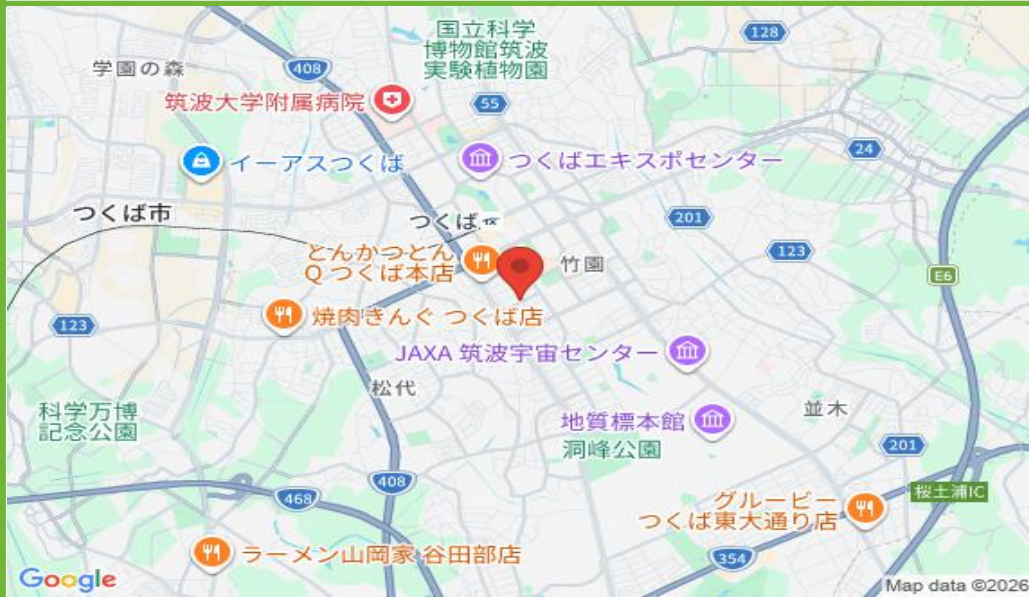 国立科学
博物館筑波
実験植物園
128
学園の森
408
筑波大学附属病院
55
24
イーアスつくば
つくばエキスポセンター
つくば市
つくば
201
とんかつとん
Q つくば本店
竹園
123
E6
焼肉きんぐ つくば店
123
JAXA 筑波宇宙センター
松代
科学万博
記念公園
地質標本館
並木
洞峰公園
201
408
468
桜土浦IC
グルービー
つくば東大通り店
ラーメン山岡家 谷田部店
354
Google
Map data ©2026